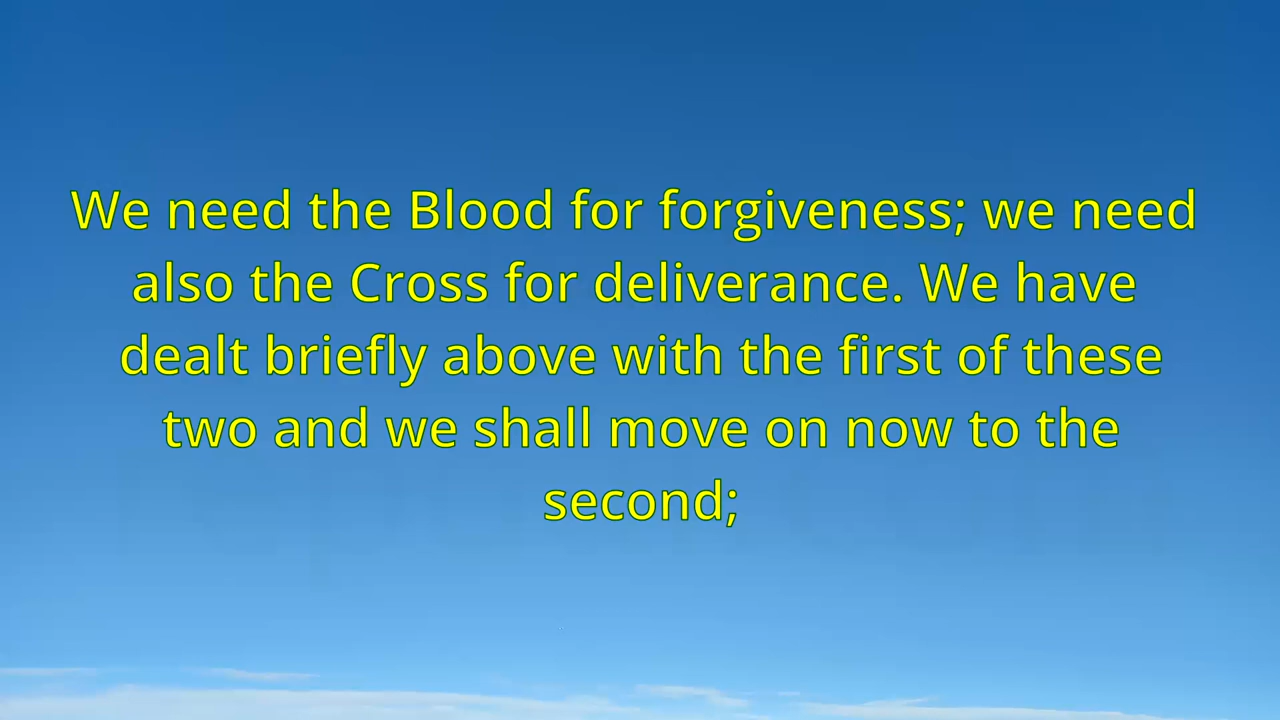 We need the Blood for forgiveness; we need
also the Cross for deliverance. We have
dealt briefly above with the first of these
two and we shall move on now to the
second;